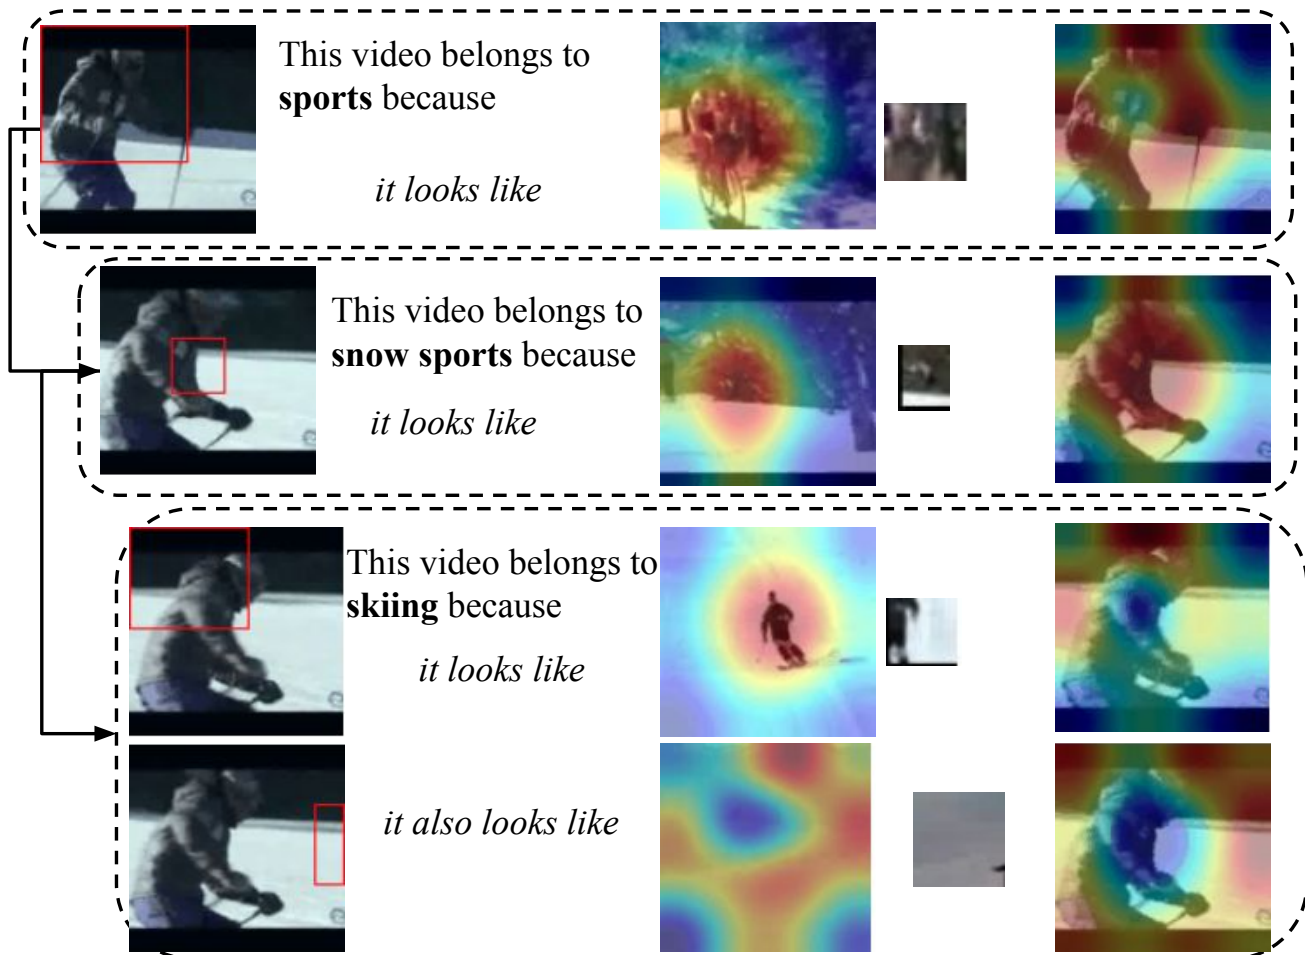 This video belongs to
sports because
it looks like
This video belongs to
snow sports because
it looks like
This video belongs to
skiing because
it looks like
it also looks like